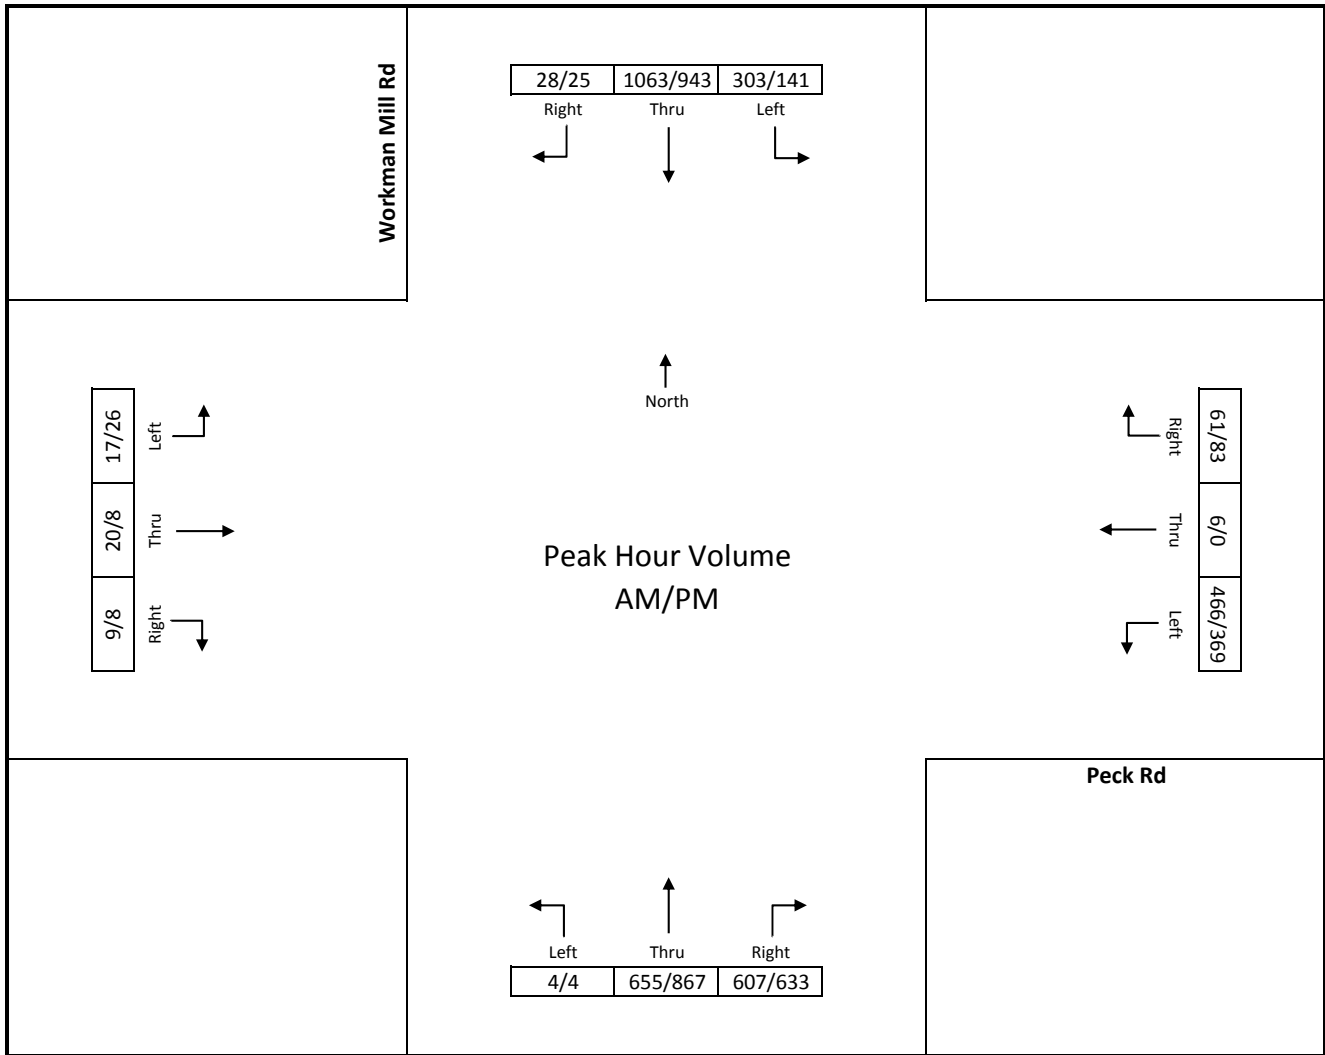 Workman Mill Rd
28/25 1063/943 303/141
Right Thru Left
North
17/26
Left
20/8
Thru
9/8
Right
61/83
Right
6/0
Thru
466/369
Left
Peak Hour Volume
AM/PM
Peck Rd
Left Thru Right
4/4 655/867 607/633